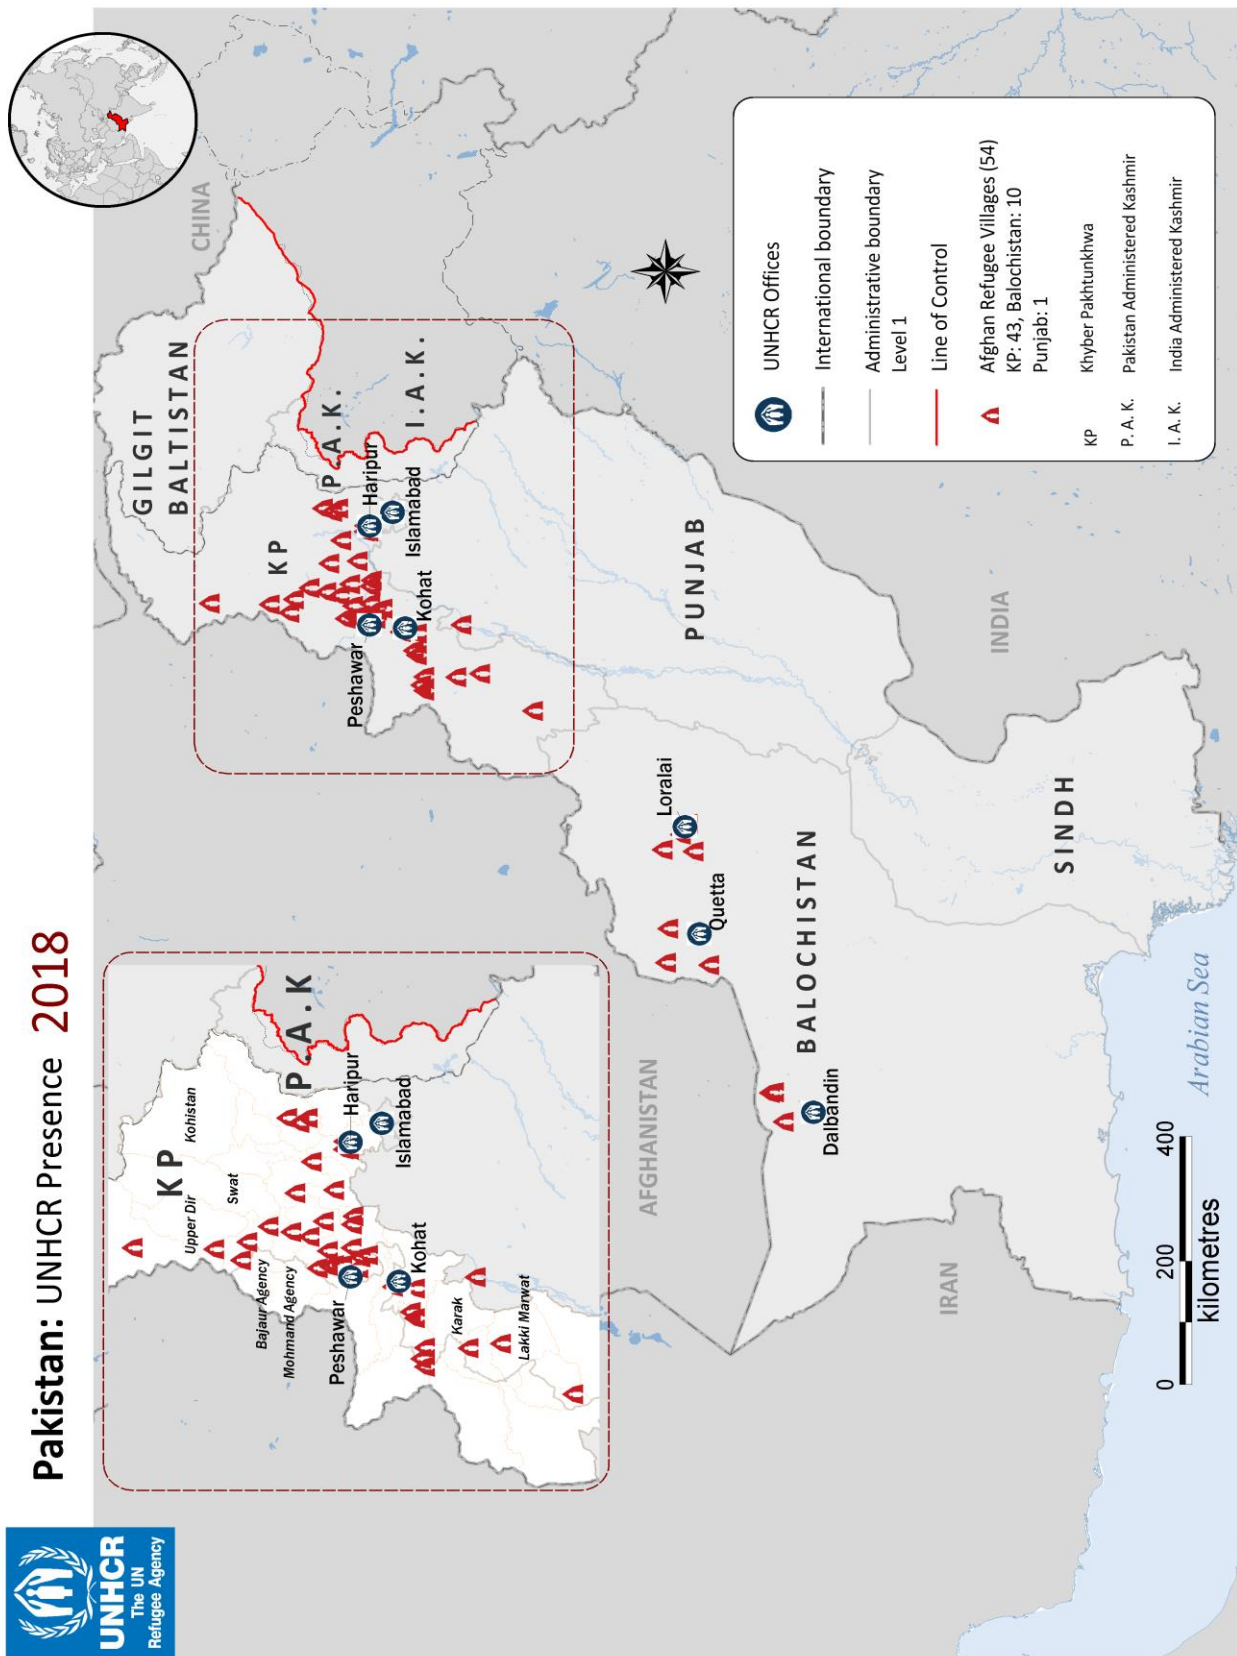 UNHCR
The UN
Refugee Agency
Pakistan: UNHCR Presence 2018
KP
Kohistan
Upper Dir
Swat
Bajaur Agency
Mohmand Agency
P.A.K
Haripur
Islamabad
Peshawar
Kohat
Karak
Lakki Marwat
CHINA
GILGIT
BALTISTAN
KP
P.A.K.
I.A.K.
Haripur
Islamabad
Peshawar
Kohat
PUNJAB
Loralai
Quetta
BALOCHISTAN
Dalbandin
SINDH
AFGHANISTAN
IRAN
INDIA
Arabian Sea
0 200 400
kilometres
UNHCR Offices
International boundary
Administrative boundary
Level 1
Line of Control
Afghan Refugee Villages (54)
KP: 43, Balochistan: 10
Punjab: 1
KP Khyber Pakhtunkhwa
P. A. K. Pakistan Administered Kashmir
I. A. K. India Administered Kashmir